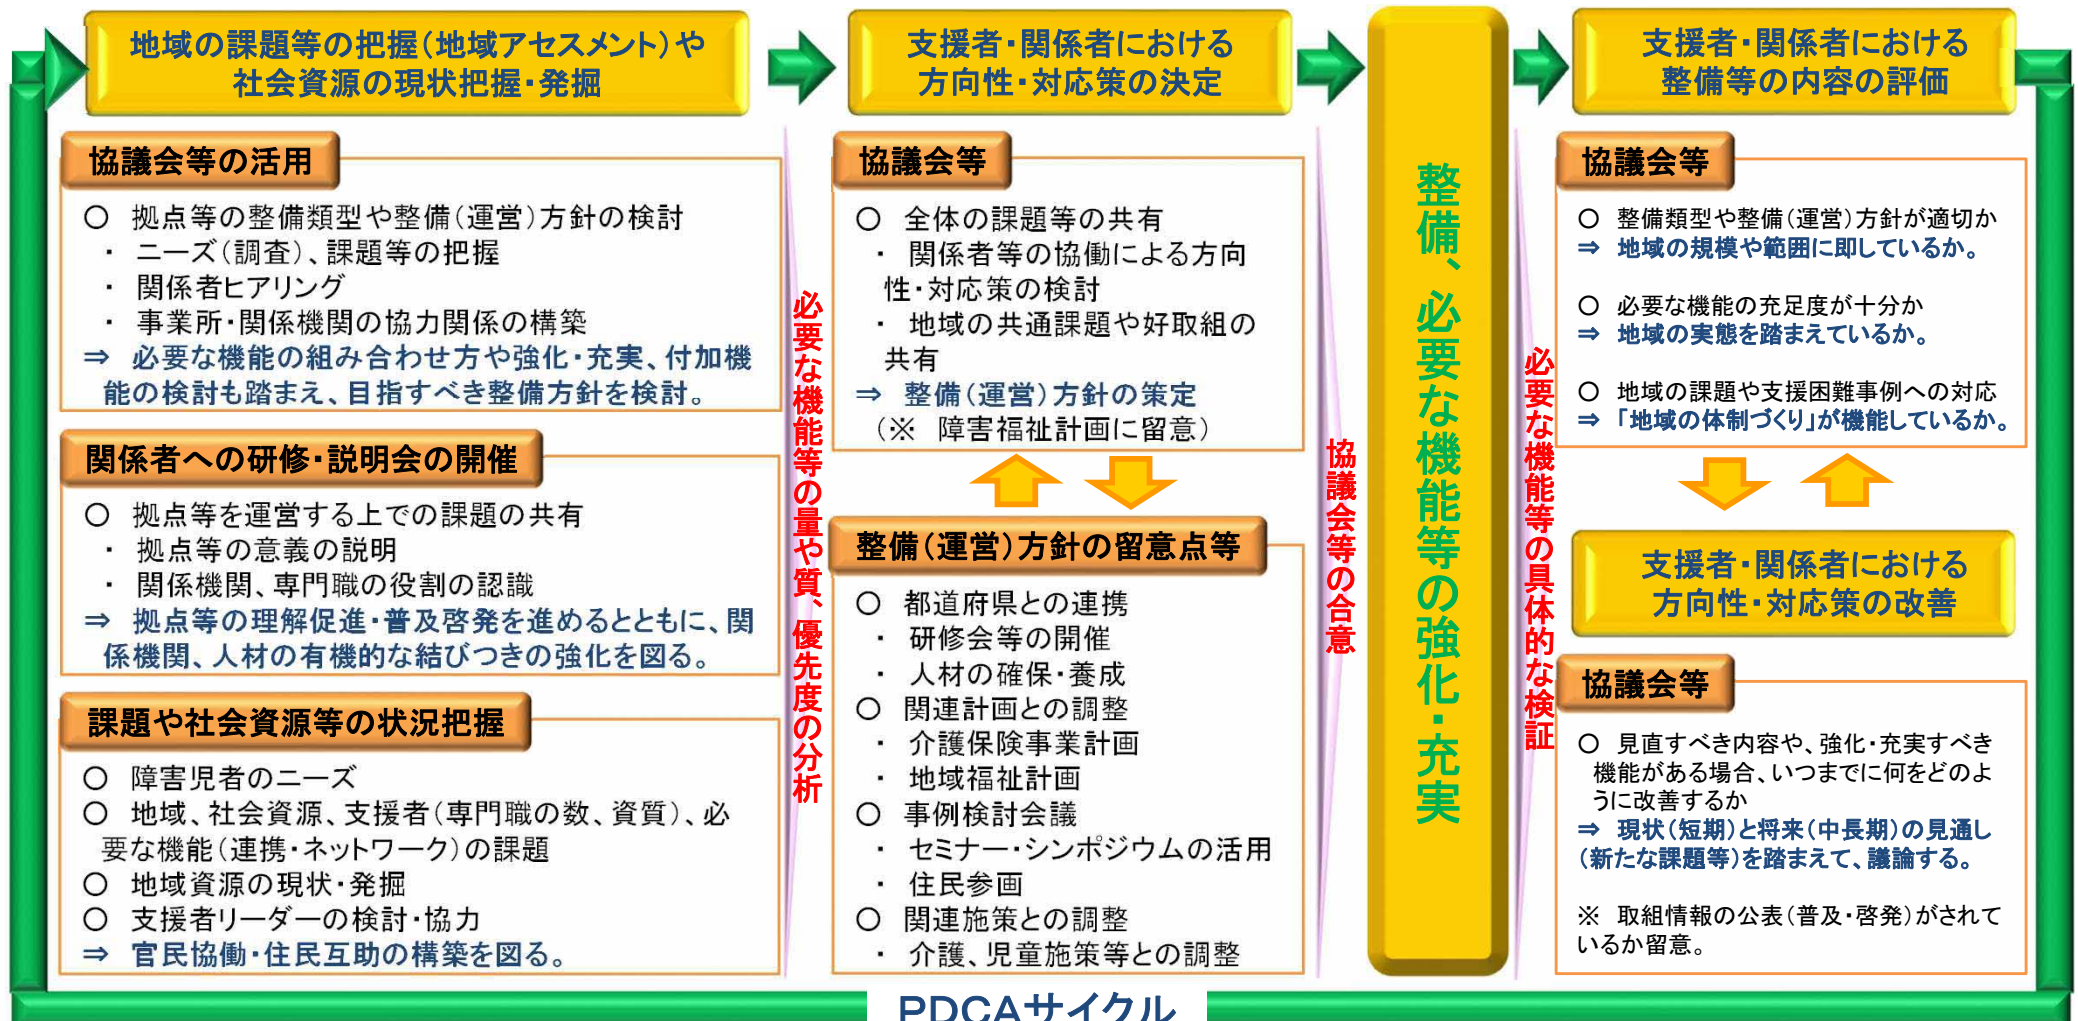 地域の課題等の把握(地域アセスメント)や
社会資源の現状把握・発掘
協議会等の活用
○ 拠点等の整備類型や整備(運営)方針の検討
・ ニーズ(調査)、課題等の把握
・ 関係者ヒアリング
・ 事業所・関係機関の協力関係の構築
⇒ 必要な機能の組み合わせ方や強化・充実、付加機
能の検討も踏まえ、目指すべき整備方針を検討。
関係者への研修・説明会の開催
○ 拠点等を運営する上での課題の共有
・ 拠点等の意義の説明
・ 関係機関、専門職の役割の認識
⇒ 拠点等の理解促進・普及啓発を進めるとともに、関
係機関、人材の有機的な結びつきの強化を図る。
課題や社会資源等の状況把握
○ 障害児者のニーズ
○ 地域、社会資源、支援者(専門職の数、資質)、必
要な機能(連携・ネットワーク)の課題
○ 地域資源の現状・発掘
○ 支援者リーダーの検討・協力
⇒ 官民協働・住民互助の構築を図る。
必要な機能等の量や質、優先度の分析
支援者・関係者における
方向性・対応策の決定
協議会等
○ 全体の課題等の共有
・ 関係者等の協働による方向
性・対応策の検討
・ 地域の共通課題や好取組の
共有
⇒ 整備(運営)方針の策定
(※ 障害福祉計画に留意)
整備(運営)方針の留意点等
○ 都道府県との連携
・ 研修会等の開催
・ 人材の確保・養成
○ 関連計画との調整
・ 介護保険事業計画
・ 地域福祉計画
○ 事例検討会議
・ セミナー・シンポジウムの活用
・ 住民参画
○ 関連施策との調整
・ 介護、児童施策等との調整
協議会等の合意
整備、必要な機能等の強化・充実
必要な機能等の具体的な検証
支援者・関係者における
整備等の内容の評価
協議会等
○ 整備類型や整備(運営)方針が適切か
⇒ 地域の規模や範囲に即しているか。
○ 必要な機能の充足度が十分か
⇒ 地域の実態を踏まえているか。
○ 地域の課題や支援困難事例への対応
⇒ 「地域の体制づくり」が機能しているか。
支援者・関係者における
方向性・対応策の改善
協議会等
○ 見直すべき内容や、強化・充実すべき
機能がある場合、いつまでに何をどのよ
うに改善するか
⇒ 現状(短期)と将来(中長期)の見通し
(新たな課題等)を踏まえて、議論する。
※ 取組情報の公表(普及・啓発)がされて
いるか留意。
PDCAサイクル